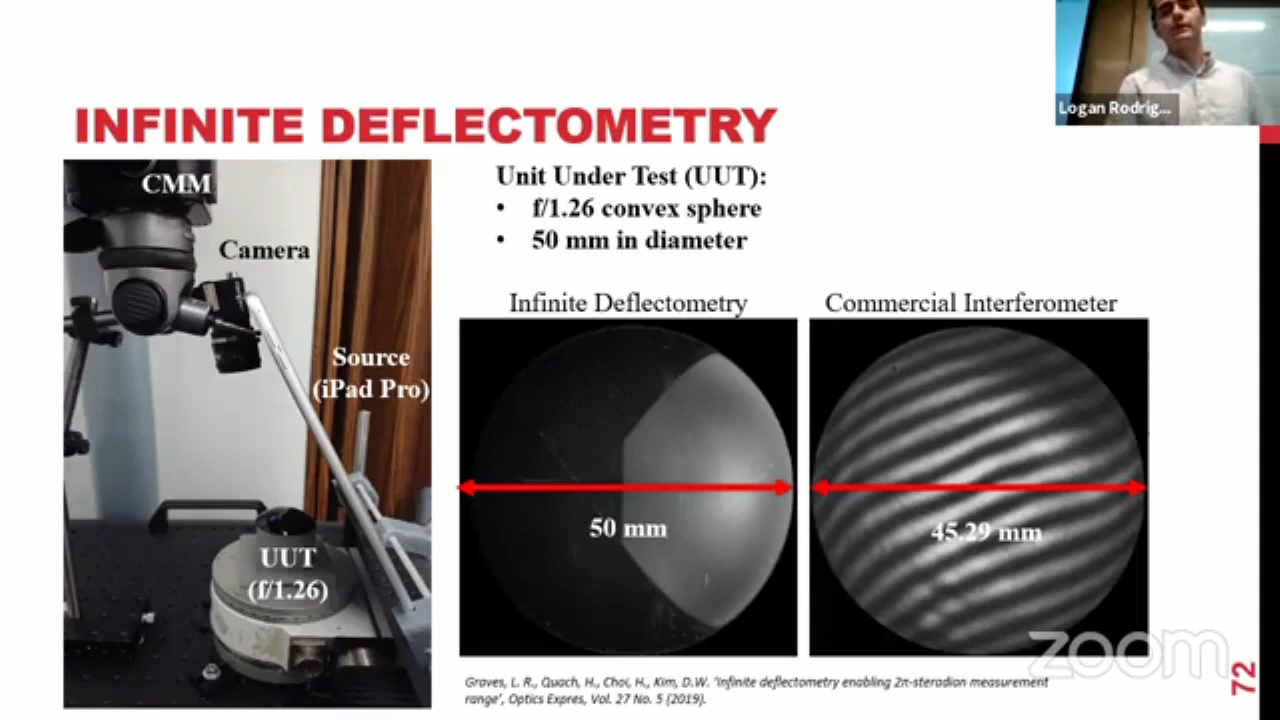 Logan Rodrig...
INFINITE DEFLECTOMETRY
CMM
Camera
Source
(iPad Pro)
UUT
(f/1.26)
Unit Under Test (UUT):
• f/1.26 convex sphere
• 50 mm in diameter
Infinite Deflectometry
50 mm
Commercial Interferometer
45.29 mm
Graves, L. R., Quach, H., Choi, H., Kim, D.W. 'Infinite deflectometry enabling 2π-steradian measurement
range', Optics Expres, Vol. 27 No. 5 (2019).
zoom
72